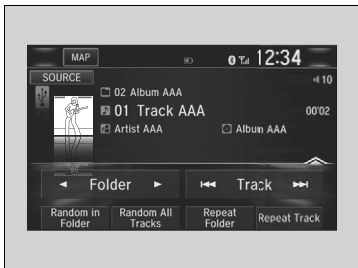 MAP
12:34
SOURCE
10
02 Album AAA
01 Track AAA
00'02
Artist AAA
Album AAA
Folder
Track
Random in Folder
Random All Tracks
Repeat Folder
Repeat Track